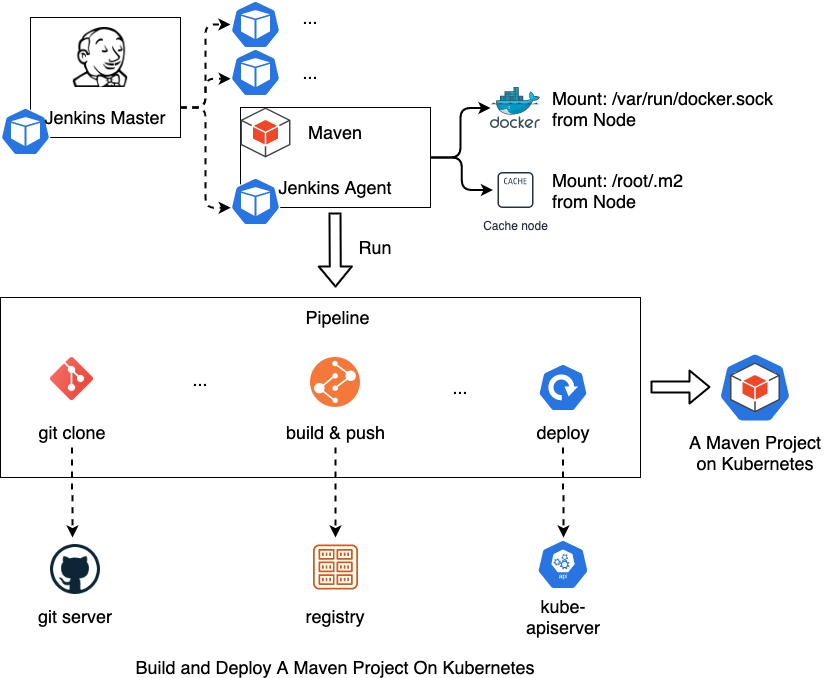 ...
...
Jenkins Master
Maven
Jenkins Agent
docker
Mount: /var/run/docker.sock
from Node
CACHE
Cache node
Mount: /root/.m2
from Node
Run
Pipeline
...
...
git clone
build & push
deploy
A Maven Project
on Kubernetes
git server
registry
api
kube-
apiserver
Build and Deploy A Maven Project On Kubernetes